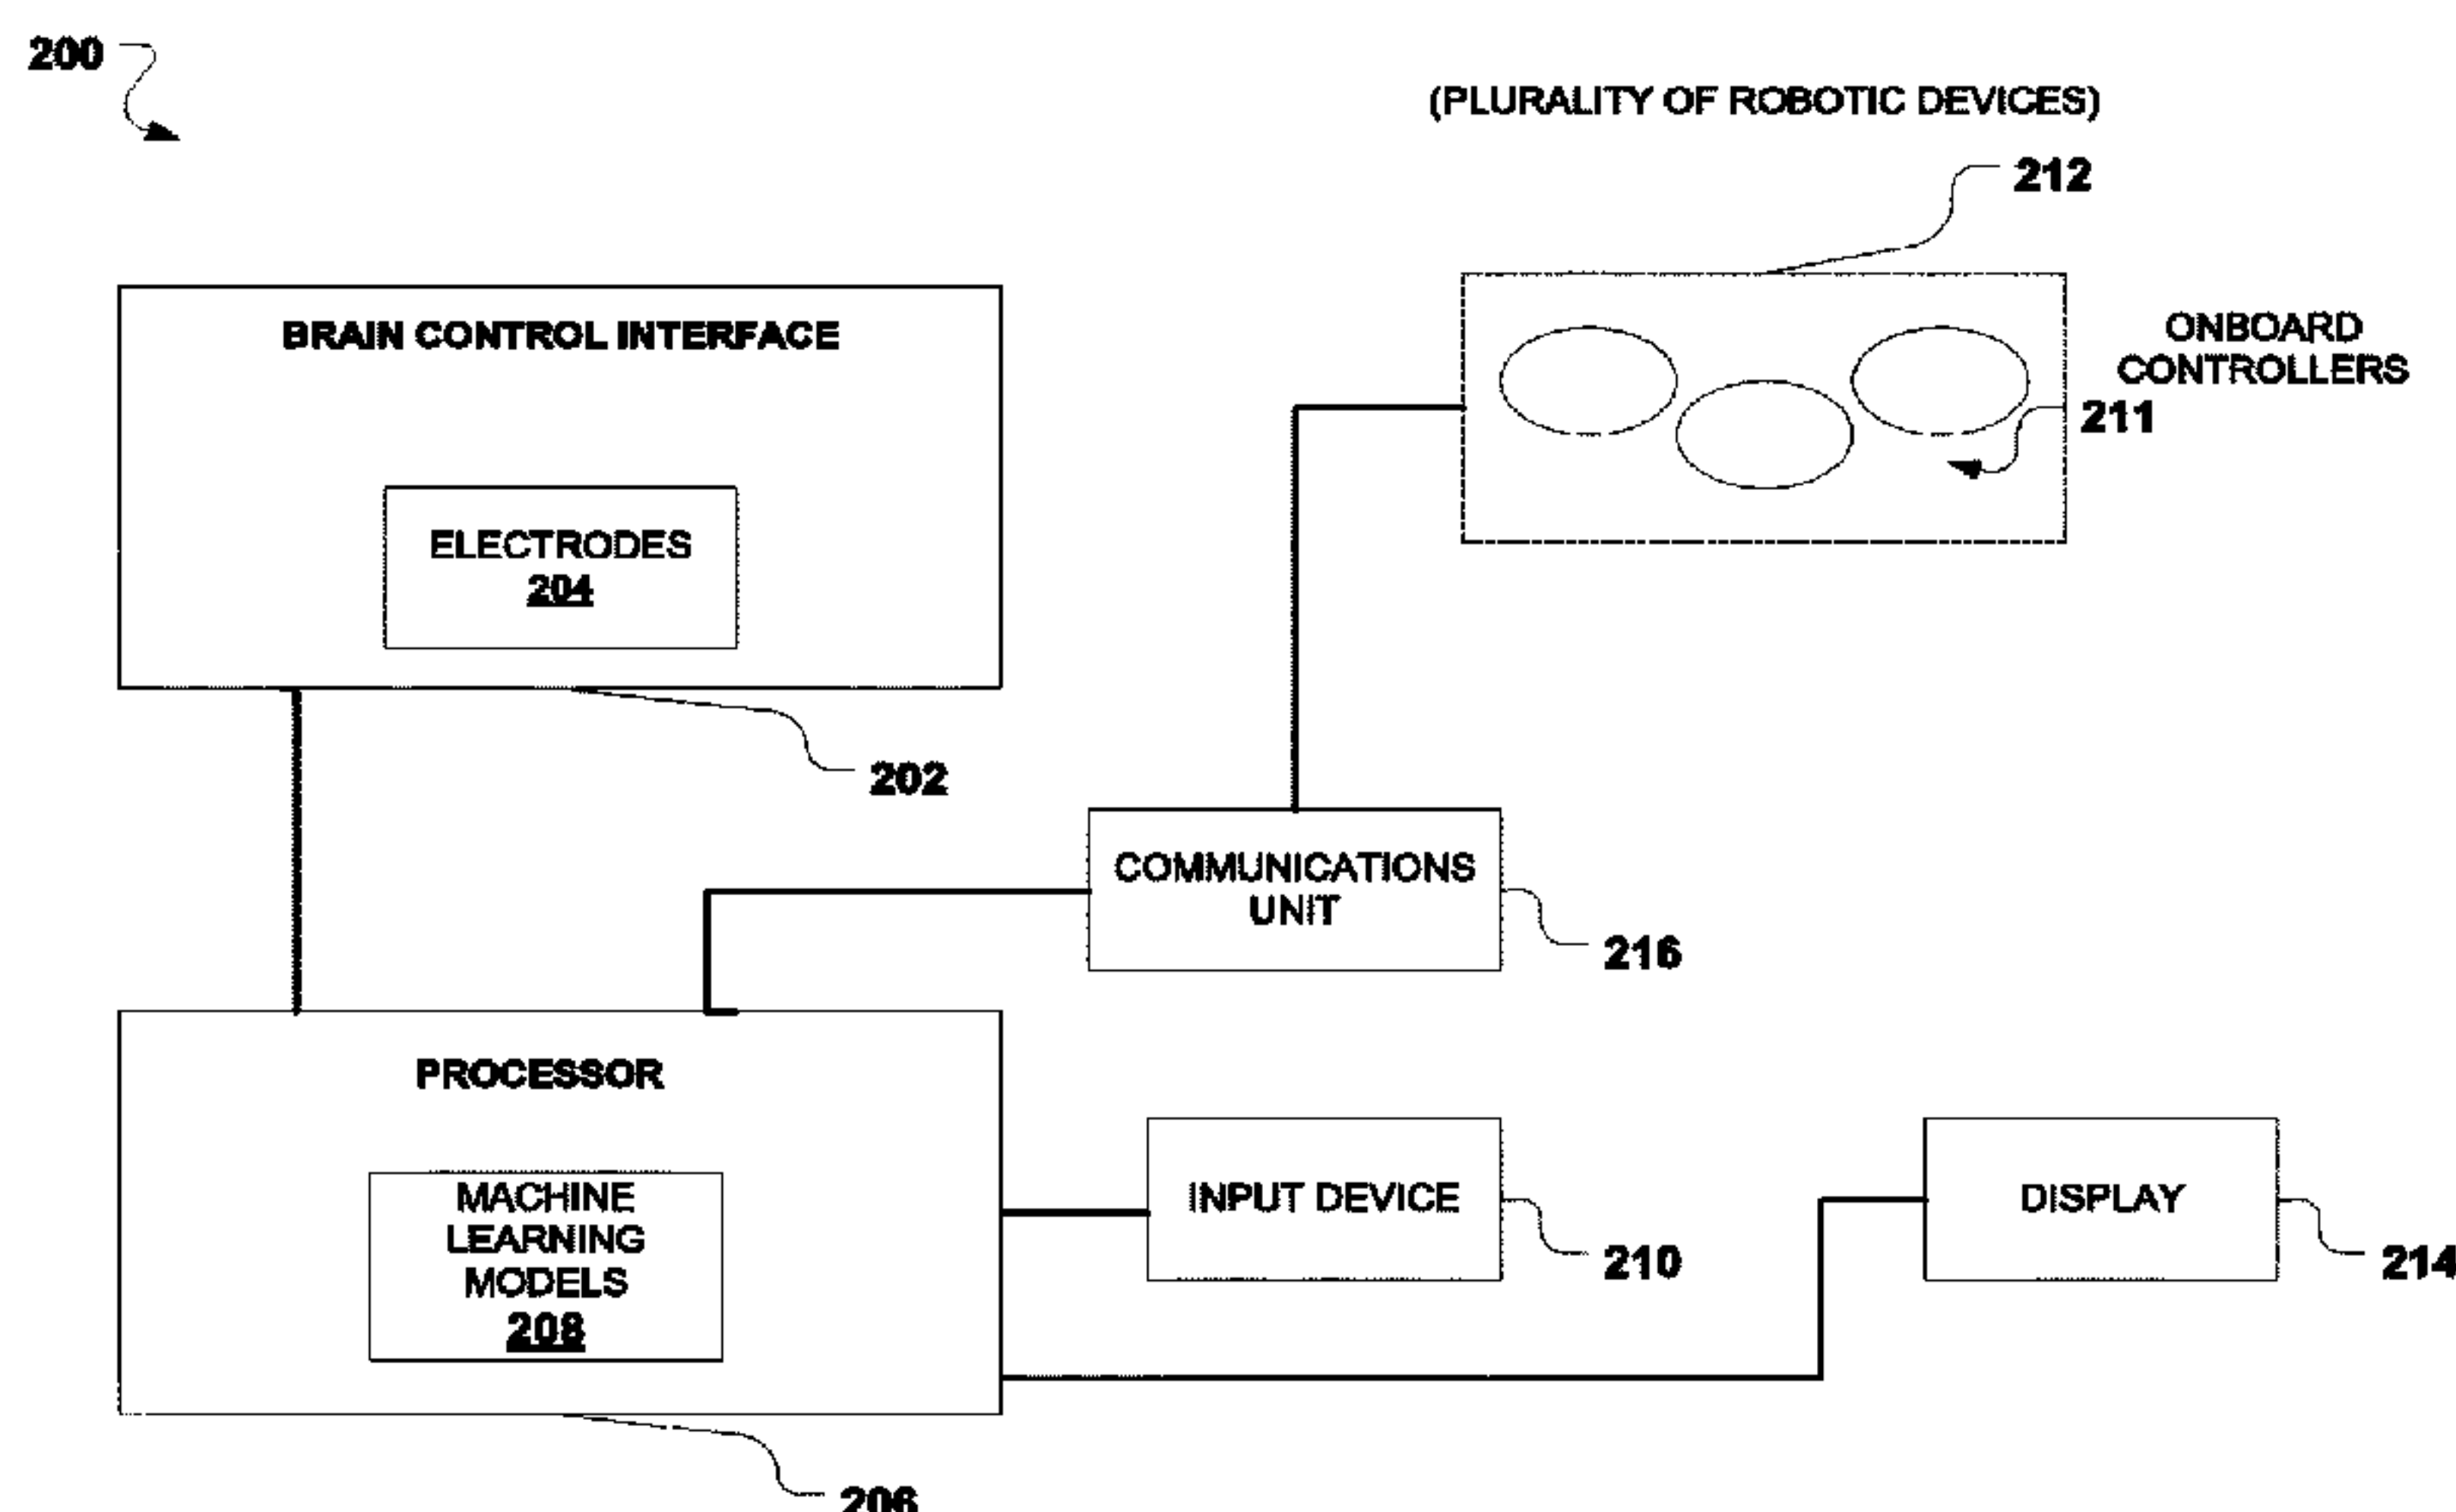 200
(PLURALITY OF ROBOTIC DEVICES)
212
BRAIN CONTROL INTERFACE
ONBOARD
CONTROLLERS
211
ELECTRODES
204
202
COMMUNICATIONS
UNIT
216
PROCESSOR
MACHINE
LEARNING
MODELS
208
INPUT DEVICE
210
DISPLAY
214
206